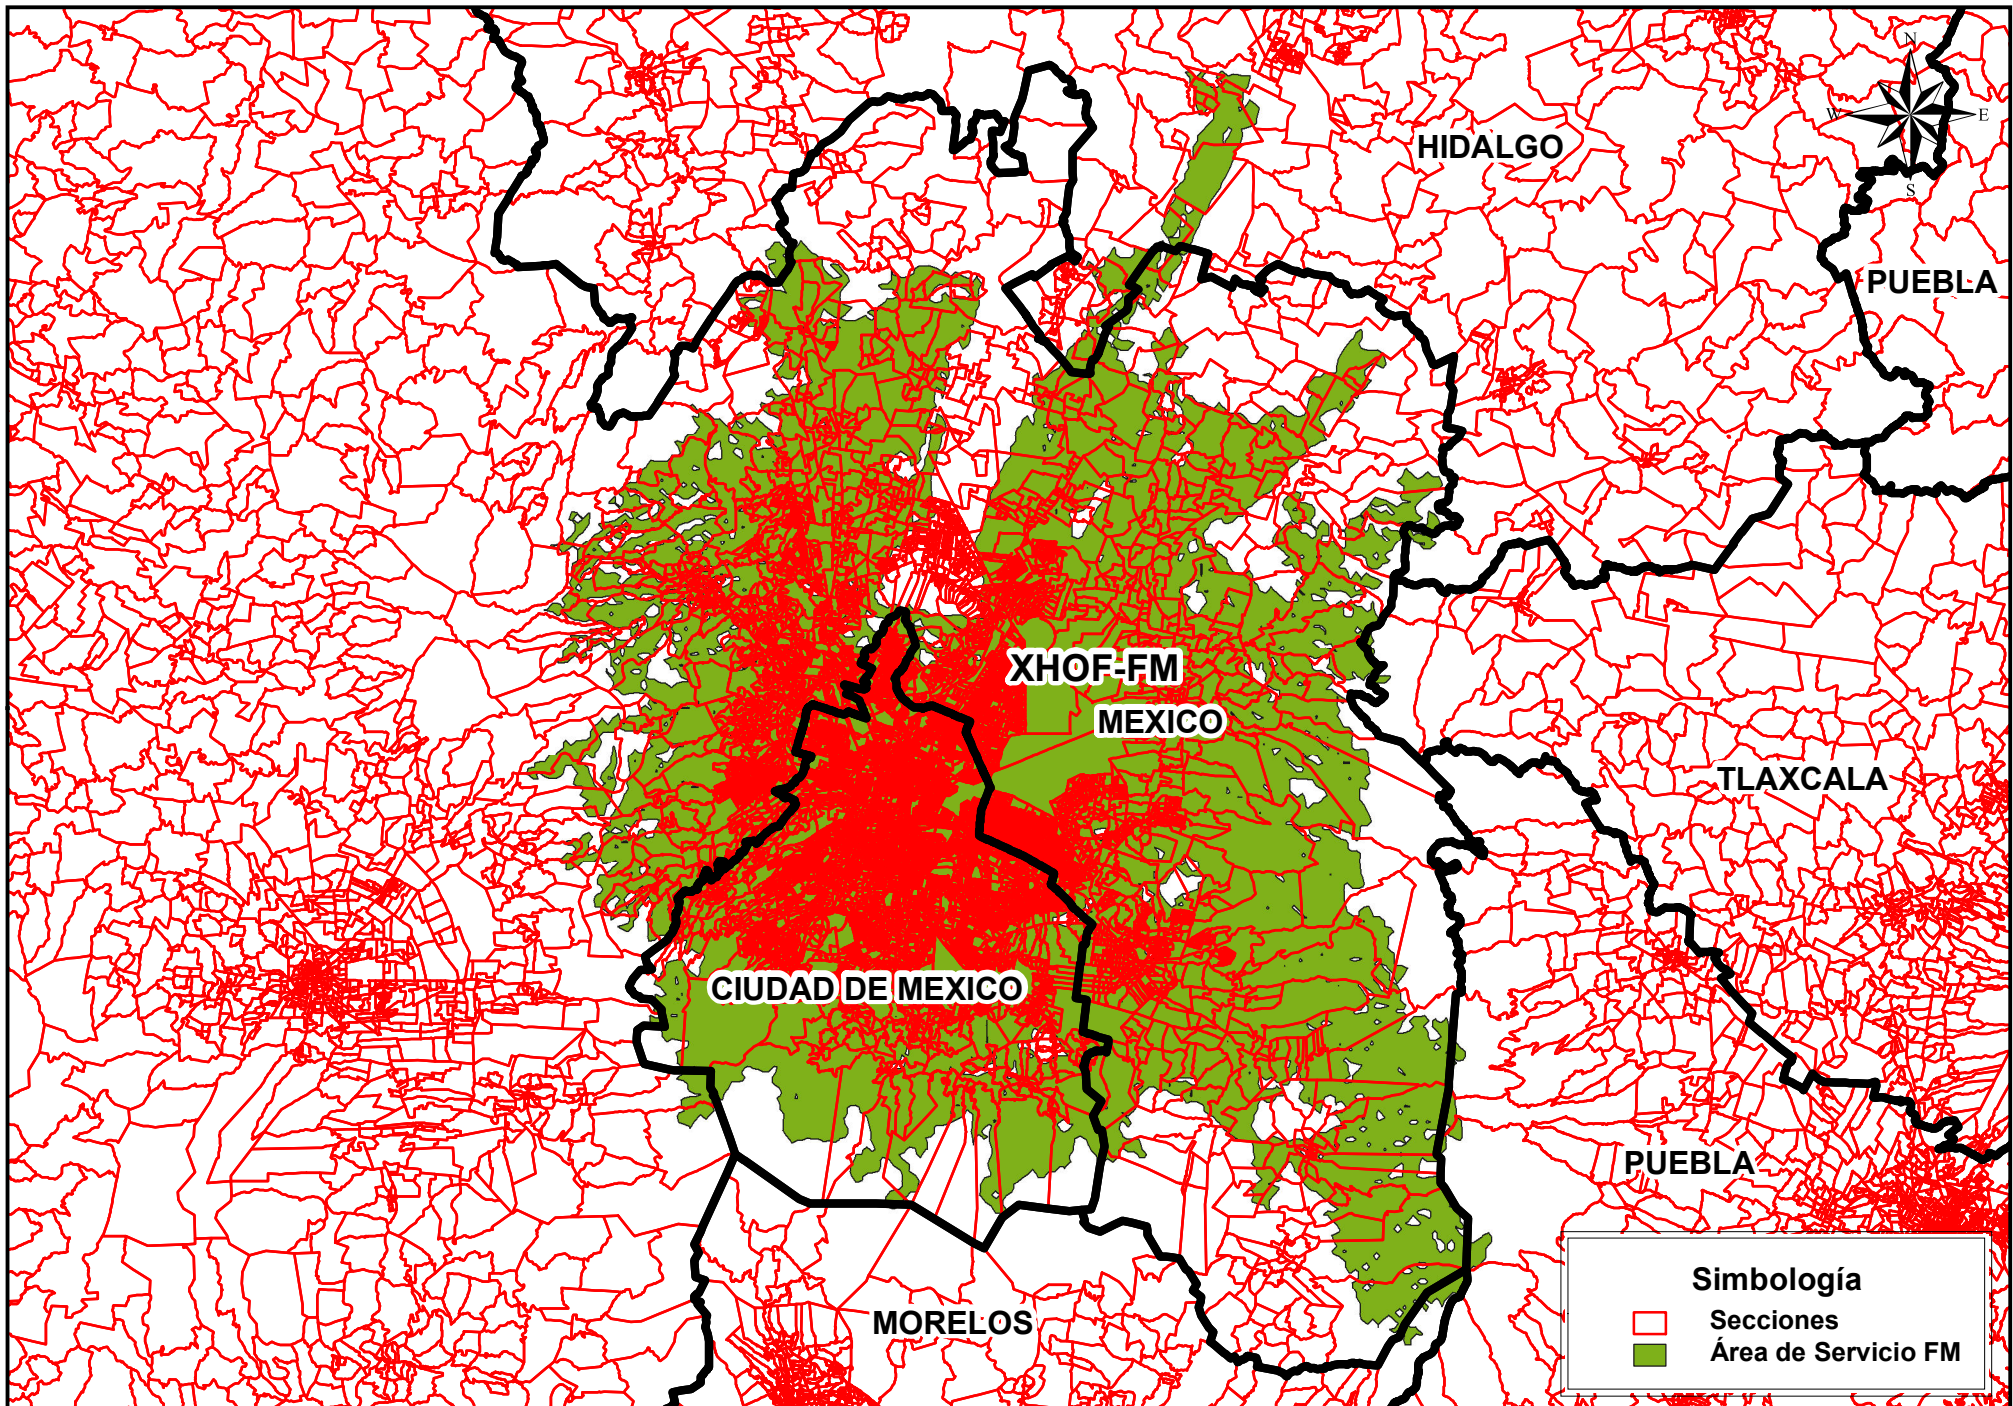 N
W E
S
HIDALGO
PUEBLA
XHOF-FM
MEXICO
TLAXCALA
CIUDAD DE MEXICO
PUEBLA
MORELOS
Simbología
Secciones
Área de Servicio FM